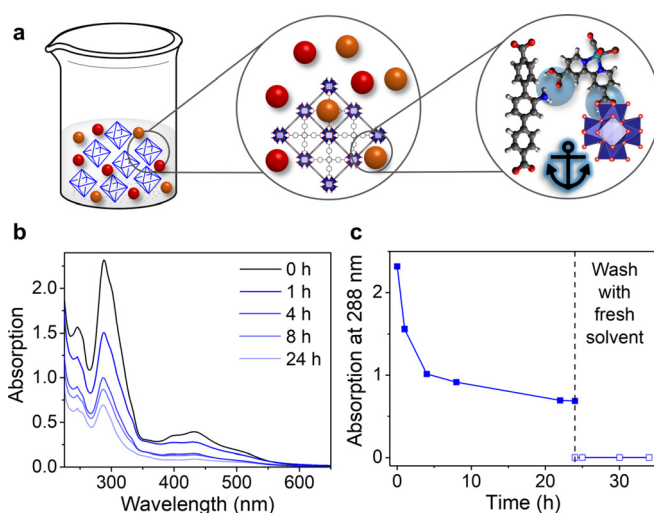 a
b
Absorption
2.0
1.5
1.0
0.5
0.0
300
400
500
600
Wavelength (nm)
0 h
1 h
4 h
8 h
24 h
c
Absorption at 288 nm
2
1
0
0
10
20
30
Time (h)
Wash
with
fresh
solvent